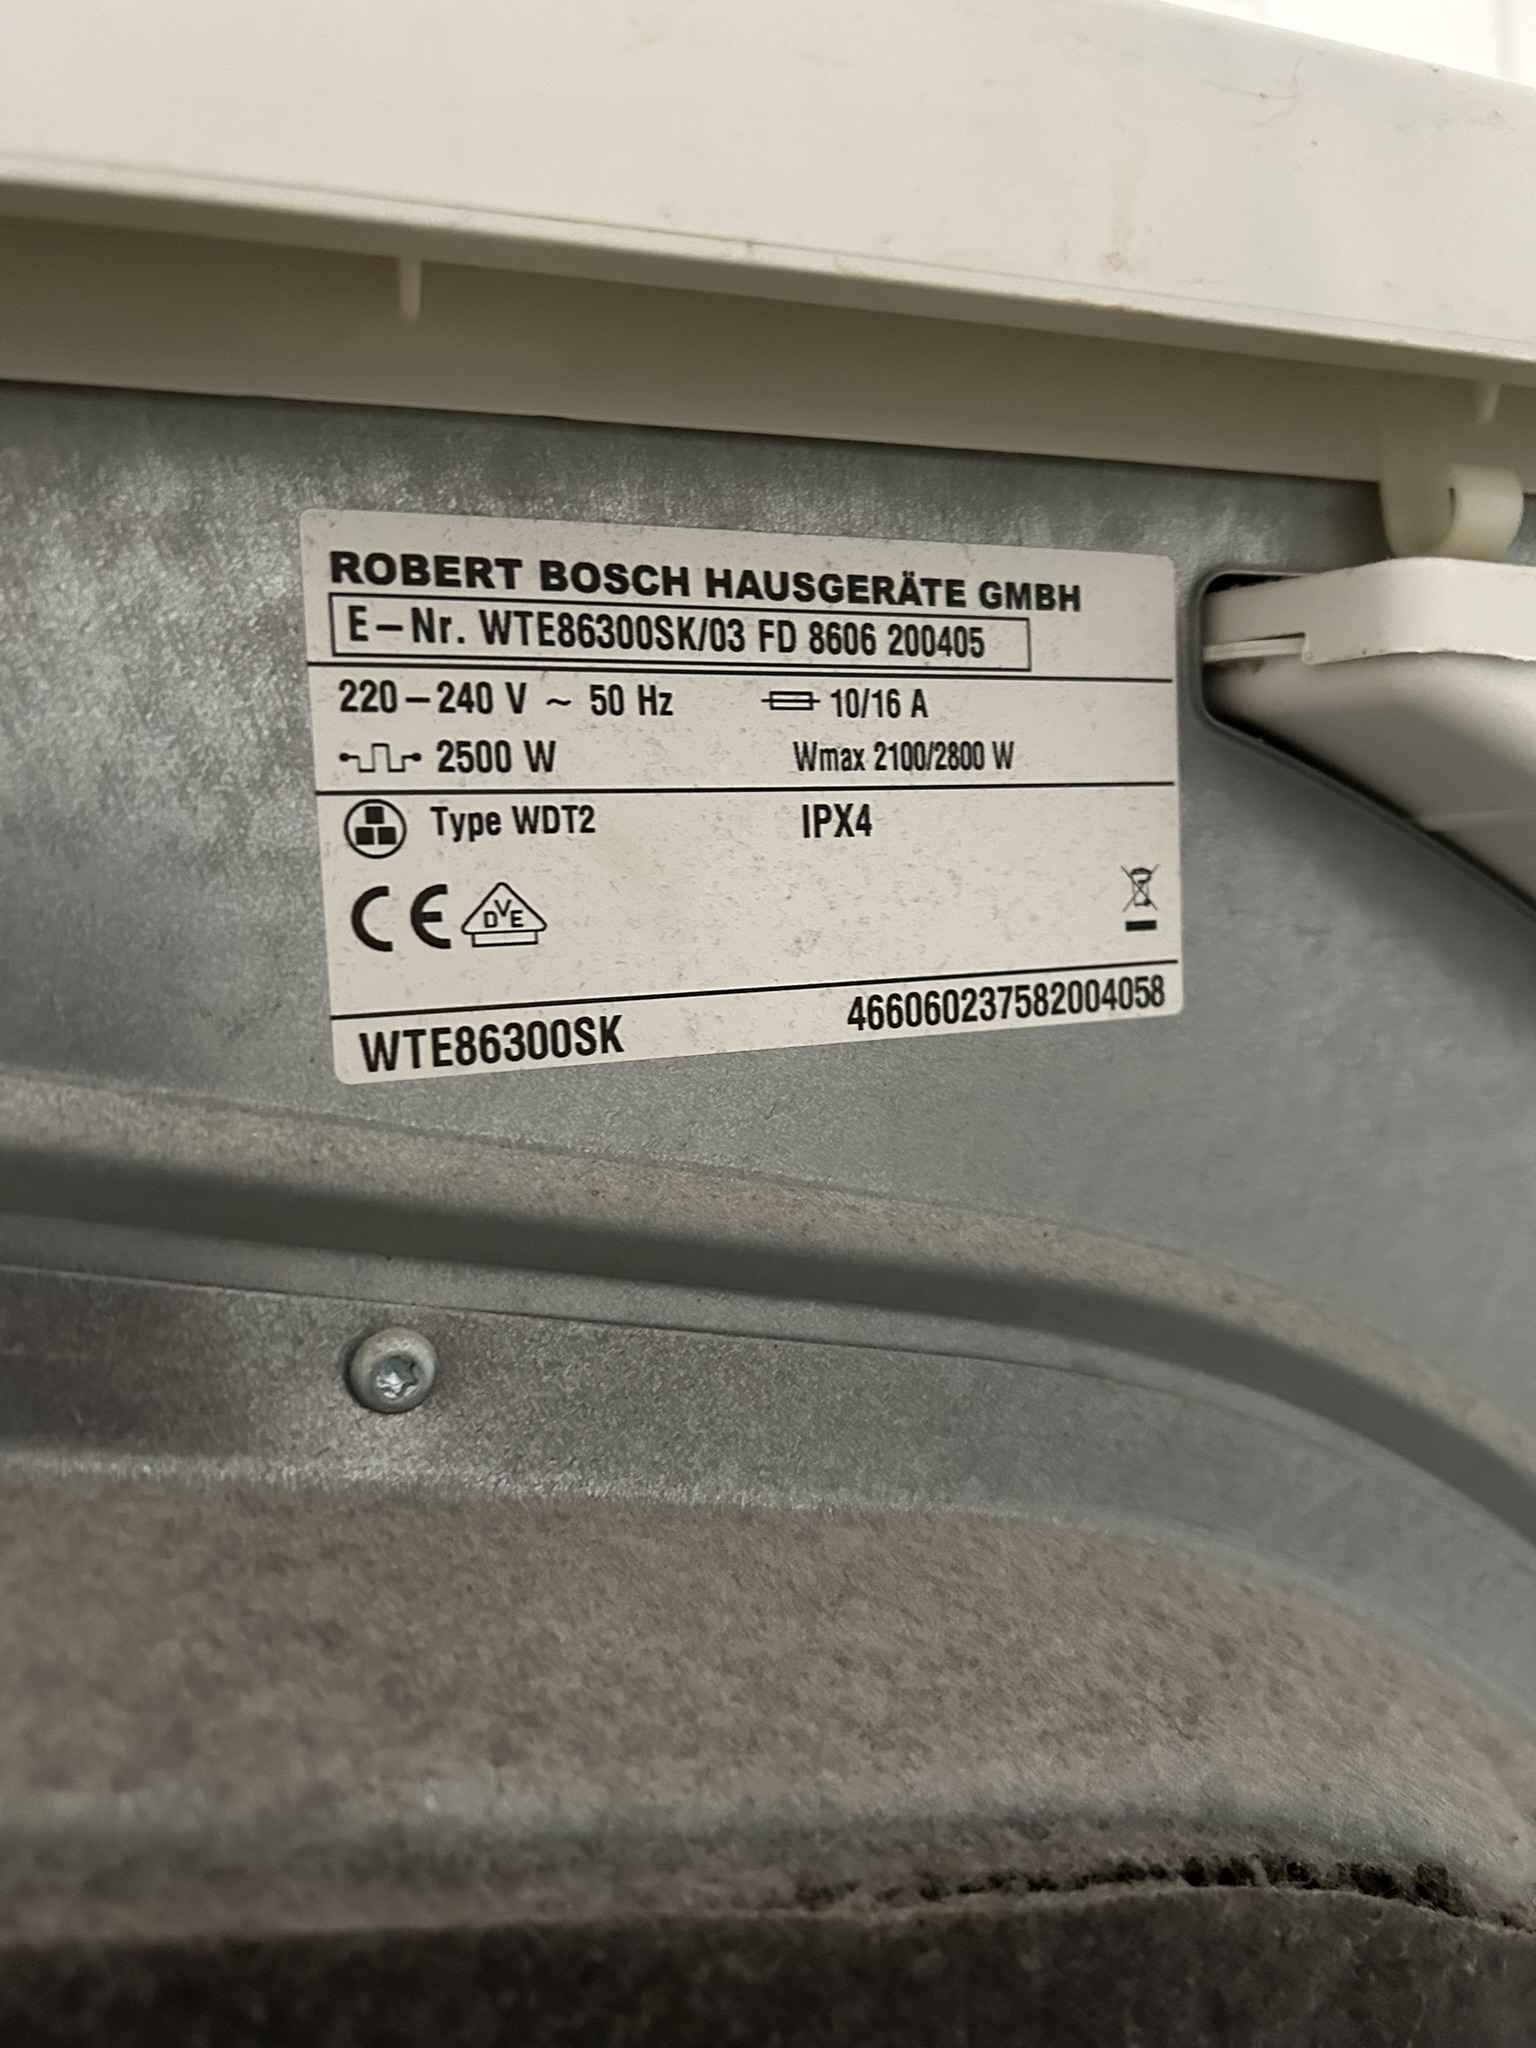 ROBERT BOSCH HAUSGERÄTE GMBH
E-Nr. WTE86300SK/03 FD 8606 200405
220-240 V ~ 50 Hz 10/16 A
2500 W Wmax 2100/2800 W
Type WDT2 IPX4
CE DVE
WTE86300SK 466060237582004058